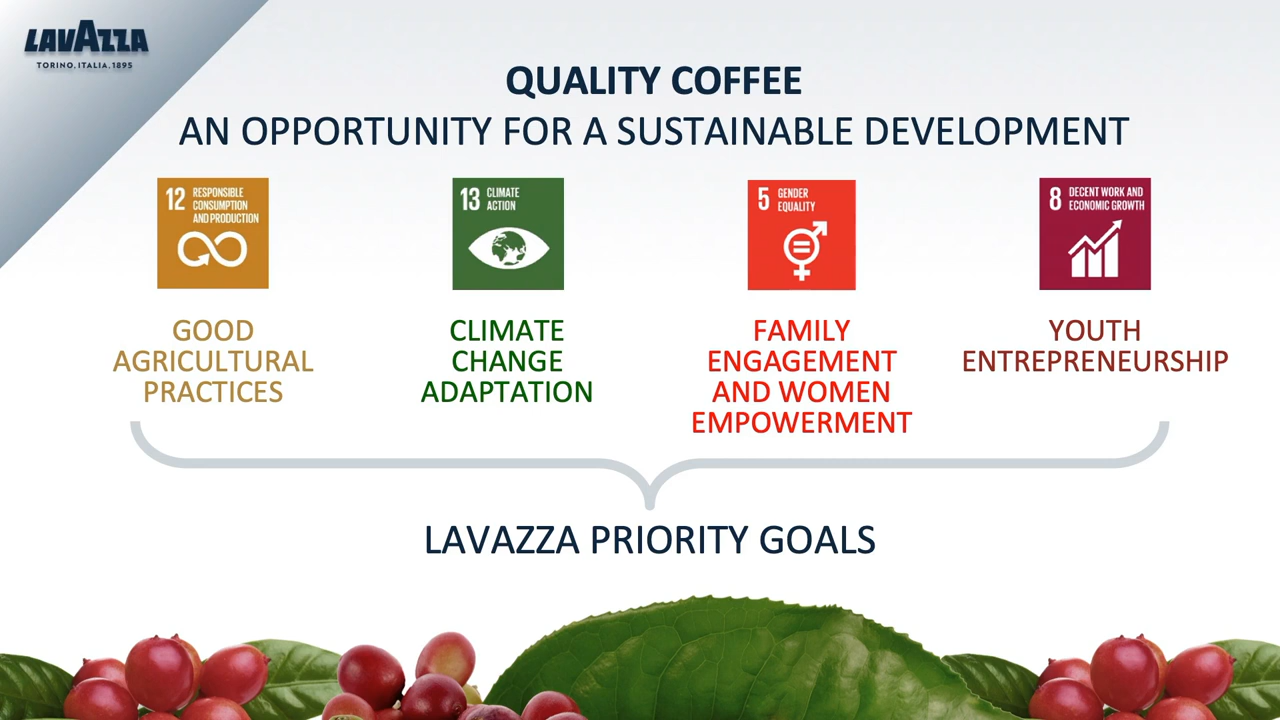 LAVAZZA
TORINO, ITALIA, 1895
QUALITY COFFEE
AN OPPORTUNITY FOR A SUSTAINABLE DEVELOPMENT
12 RESPONSIBLE
CONSUMPTION
AND PRODUCTION
13 CLIMATE
ACTION
5 GENDER
EQUALITY
8 DECENT WORK AND
ECONOMIC GROWTH
GOOD
AGRICULTURAL
PRACTICES
CLIMATE
CHANGE
ADAPTATION
FAMILY
ENGAGEMENT
AND WOMEN
EMPOWERMENT
YOUTH
ENTREPRENEURSHIP
LAVAZZA PRIORITY GOALS